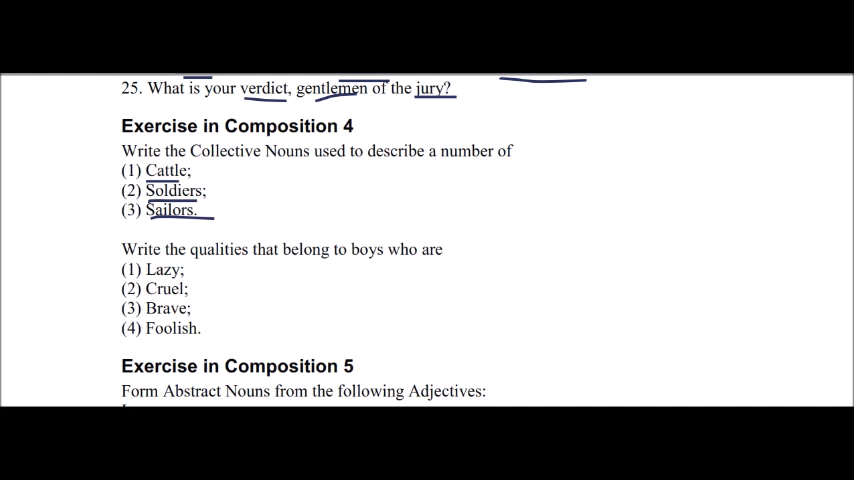 25. What is your verdict, gentlemen of the jury?
Exercise in Composition 4
Write the Collective Nouns used to describe a number of
(1) Cattle;
(2) Soldiers;
(3) Sailors.
Write the qualities that belong to boys who are
(1) Lazy;
(2) Cruel;
(3) Brave;
(4) Foolish.
Exercise in Composition 5
Form Abstract Nouns from the following Adjectives: